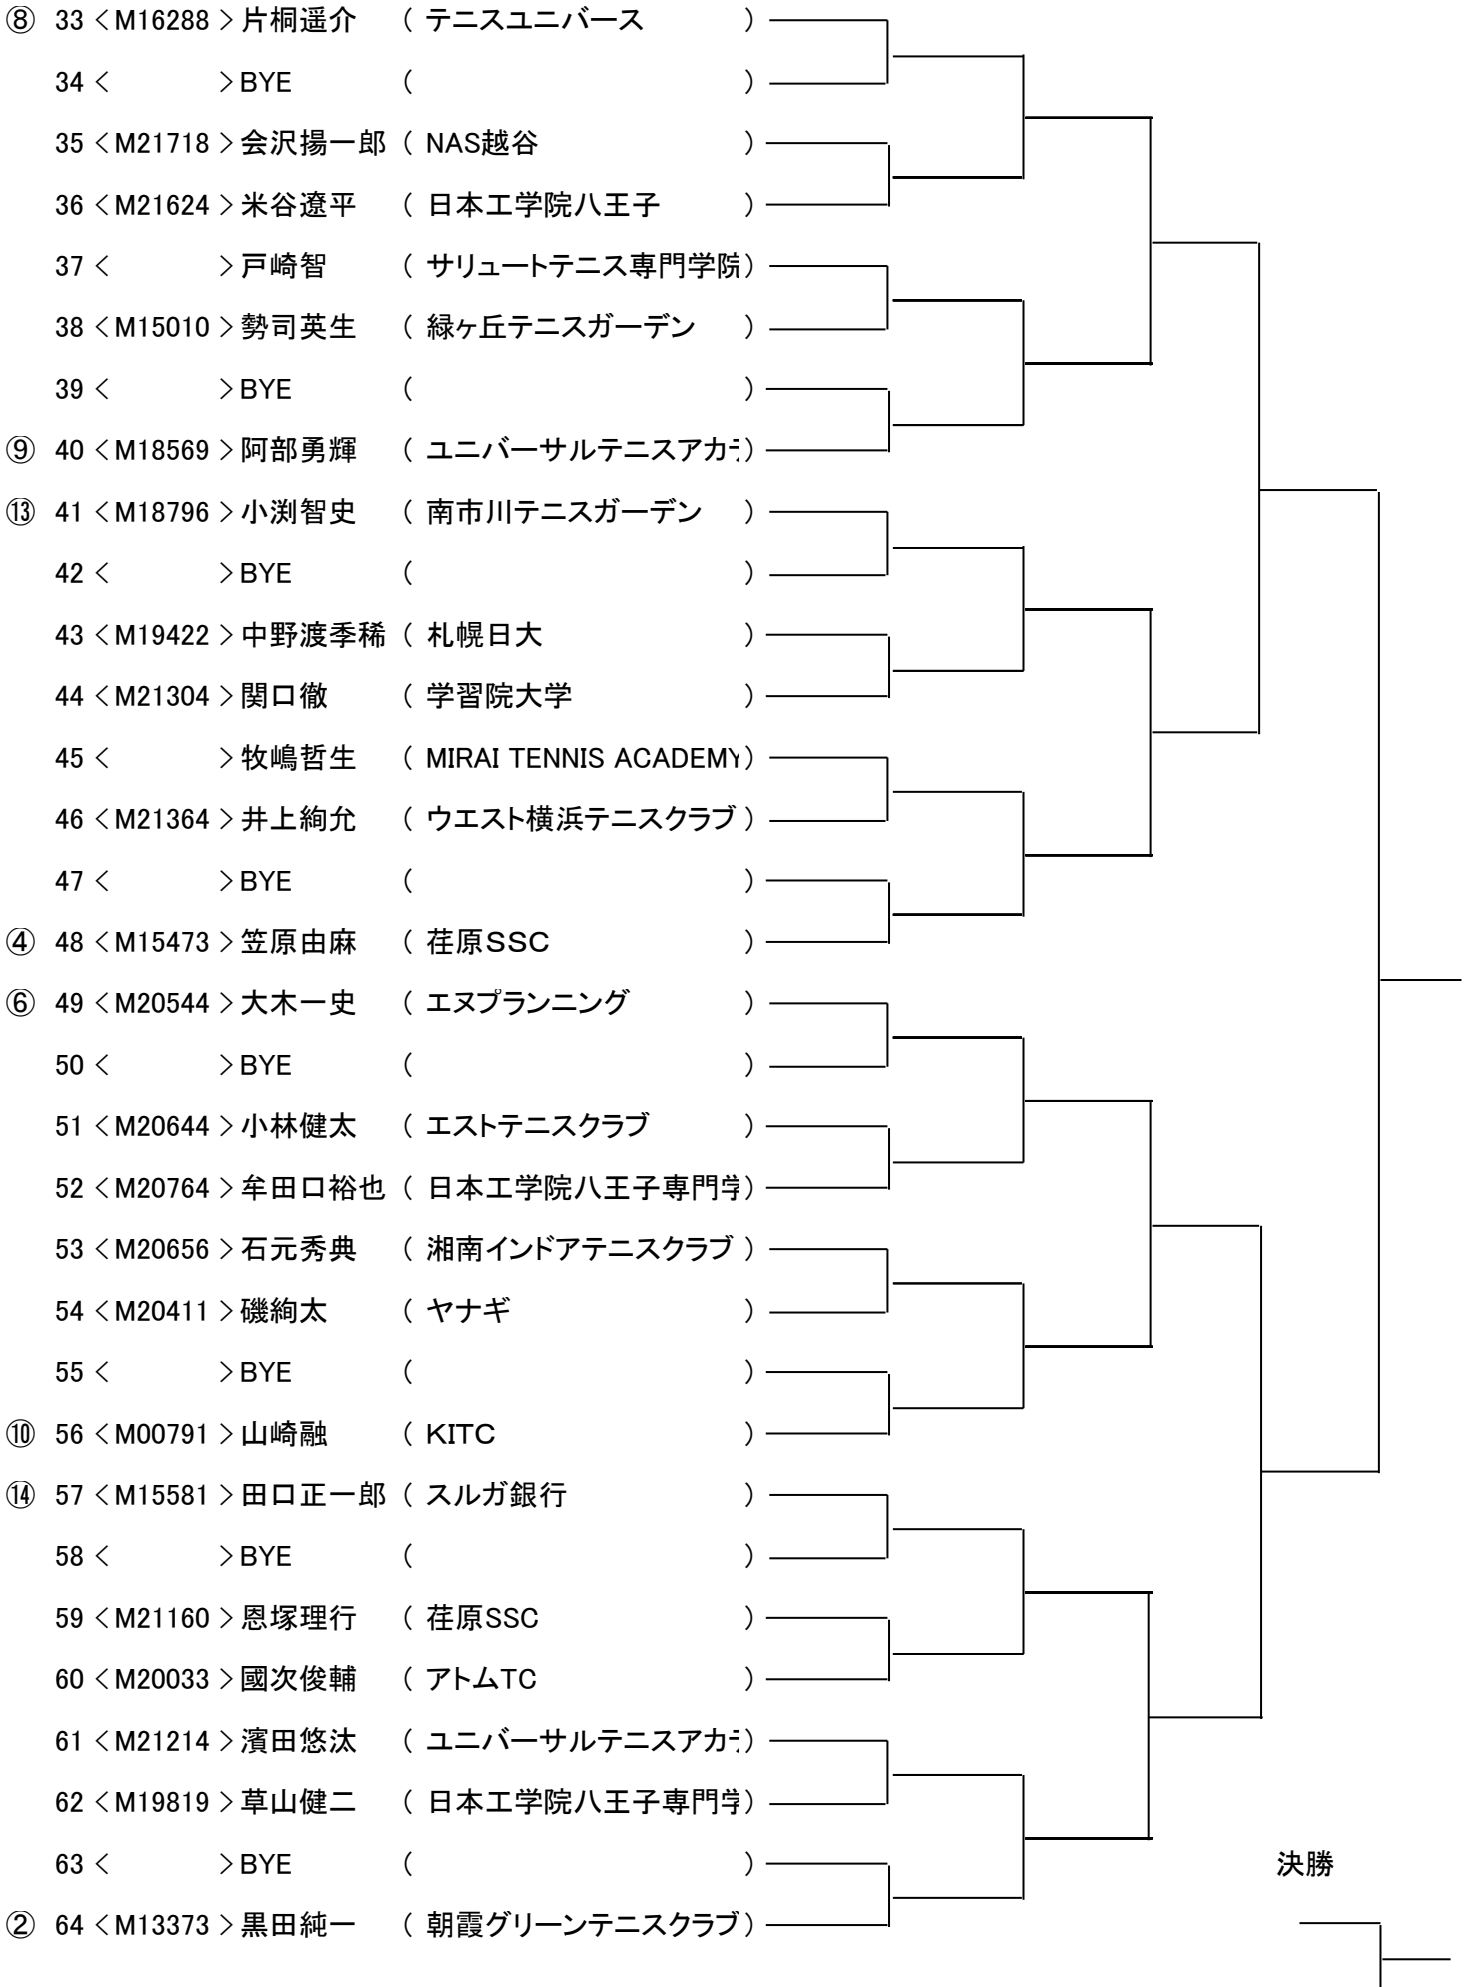 ⑧ 33 <M16288> 片桐遥介 ( テニスユニバース )
34 < > BYE ( )
35 <M21718> 会沢揚一郎 ( NAS越谷 )
36 <M21624> 米谷遼平 ( 日本工学院八王子 )
37 < > 戸崎智 ( サリュートテニス専門学院)
38 <M15010> 勢司英生 ( 緑ヶ丘テニスガーデン )
39 < > BYE ( )
⑨ 40 <M18569> 阿部勇輝 ( ユニバーサルテニスアカデ)
⑬ 41 <M18796> 小渕智史 ( 南市川テニスガーデン )
42 < > BYE ( )
43 <M19422> 中野渡季稀 ( 札幌日大 )
44 <M21304> 関口徹 ( 学習院大学 )
45 < > 牧嶋哲生 ( MIRAI TENNIS ACADEMY)
46 <M21364> 井上絢允 ( ウエスト横浜テニスクラブ )
47 < > BYE ( )
④ 48 <M15473> 笠原由麻 ( 荏原SSC )
⑥ 49 <M20544> 大木一史 ( エヌプランニング )
50 < > BYE ( )
51 <M20644> 小林健太 ( エストテニスクラブ )
52 <M20764> 牟田口裕也 ( 日本工学院八王子専門学)
53 <M20656> 石元秀典 ( 湘南インドアテニスクラブ )
54 <M20411> 磯絢太 ( ヤナギ )
55 < > BYE ( )
⑩ 56 <M00791> 山崎融 ( KITC )
⑭ 57 <M15581> 田口正一郎 ( スルガ銀行 )
58 < > BYE ( )
59 <M21160> 恩塚理行 ( 荏原SSC )
60 <M20033> 國次俊輔 ( アトムTC )
61 <M21214> 濱田悠汰 ( ユニバーサルテニスアカデ)
62 <M19819> 草山健二 ( 日本工学院八王子専門学)
63 < > BYE ( )
決勝
② 64 <M13373> 黒田純一 ( 朝霞グリーンテニスクラブ)